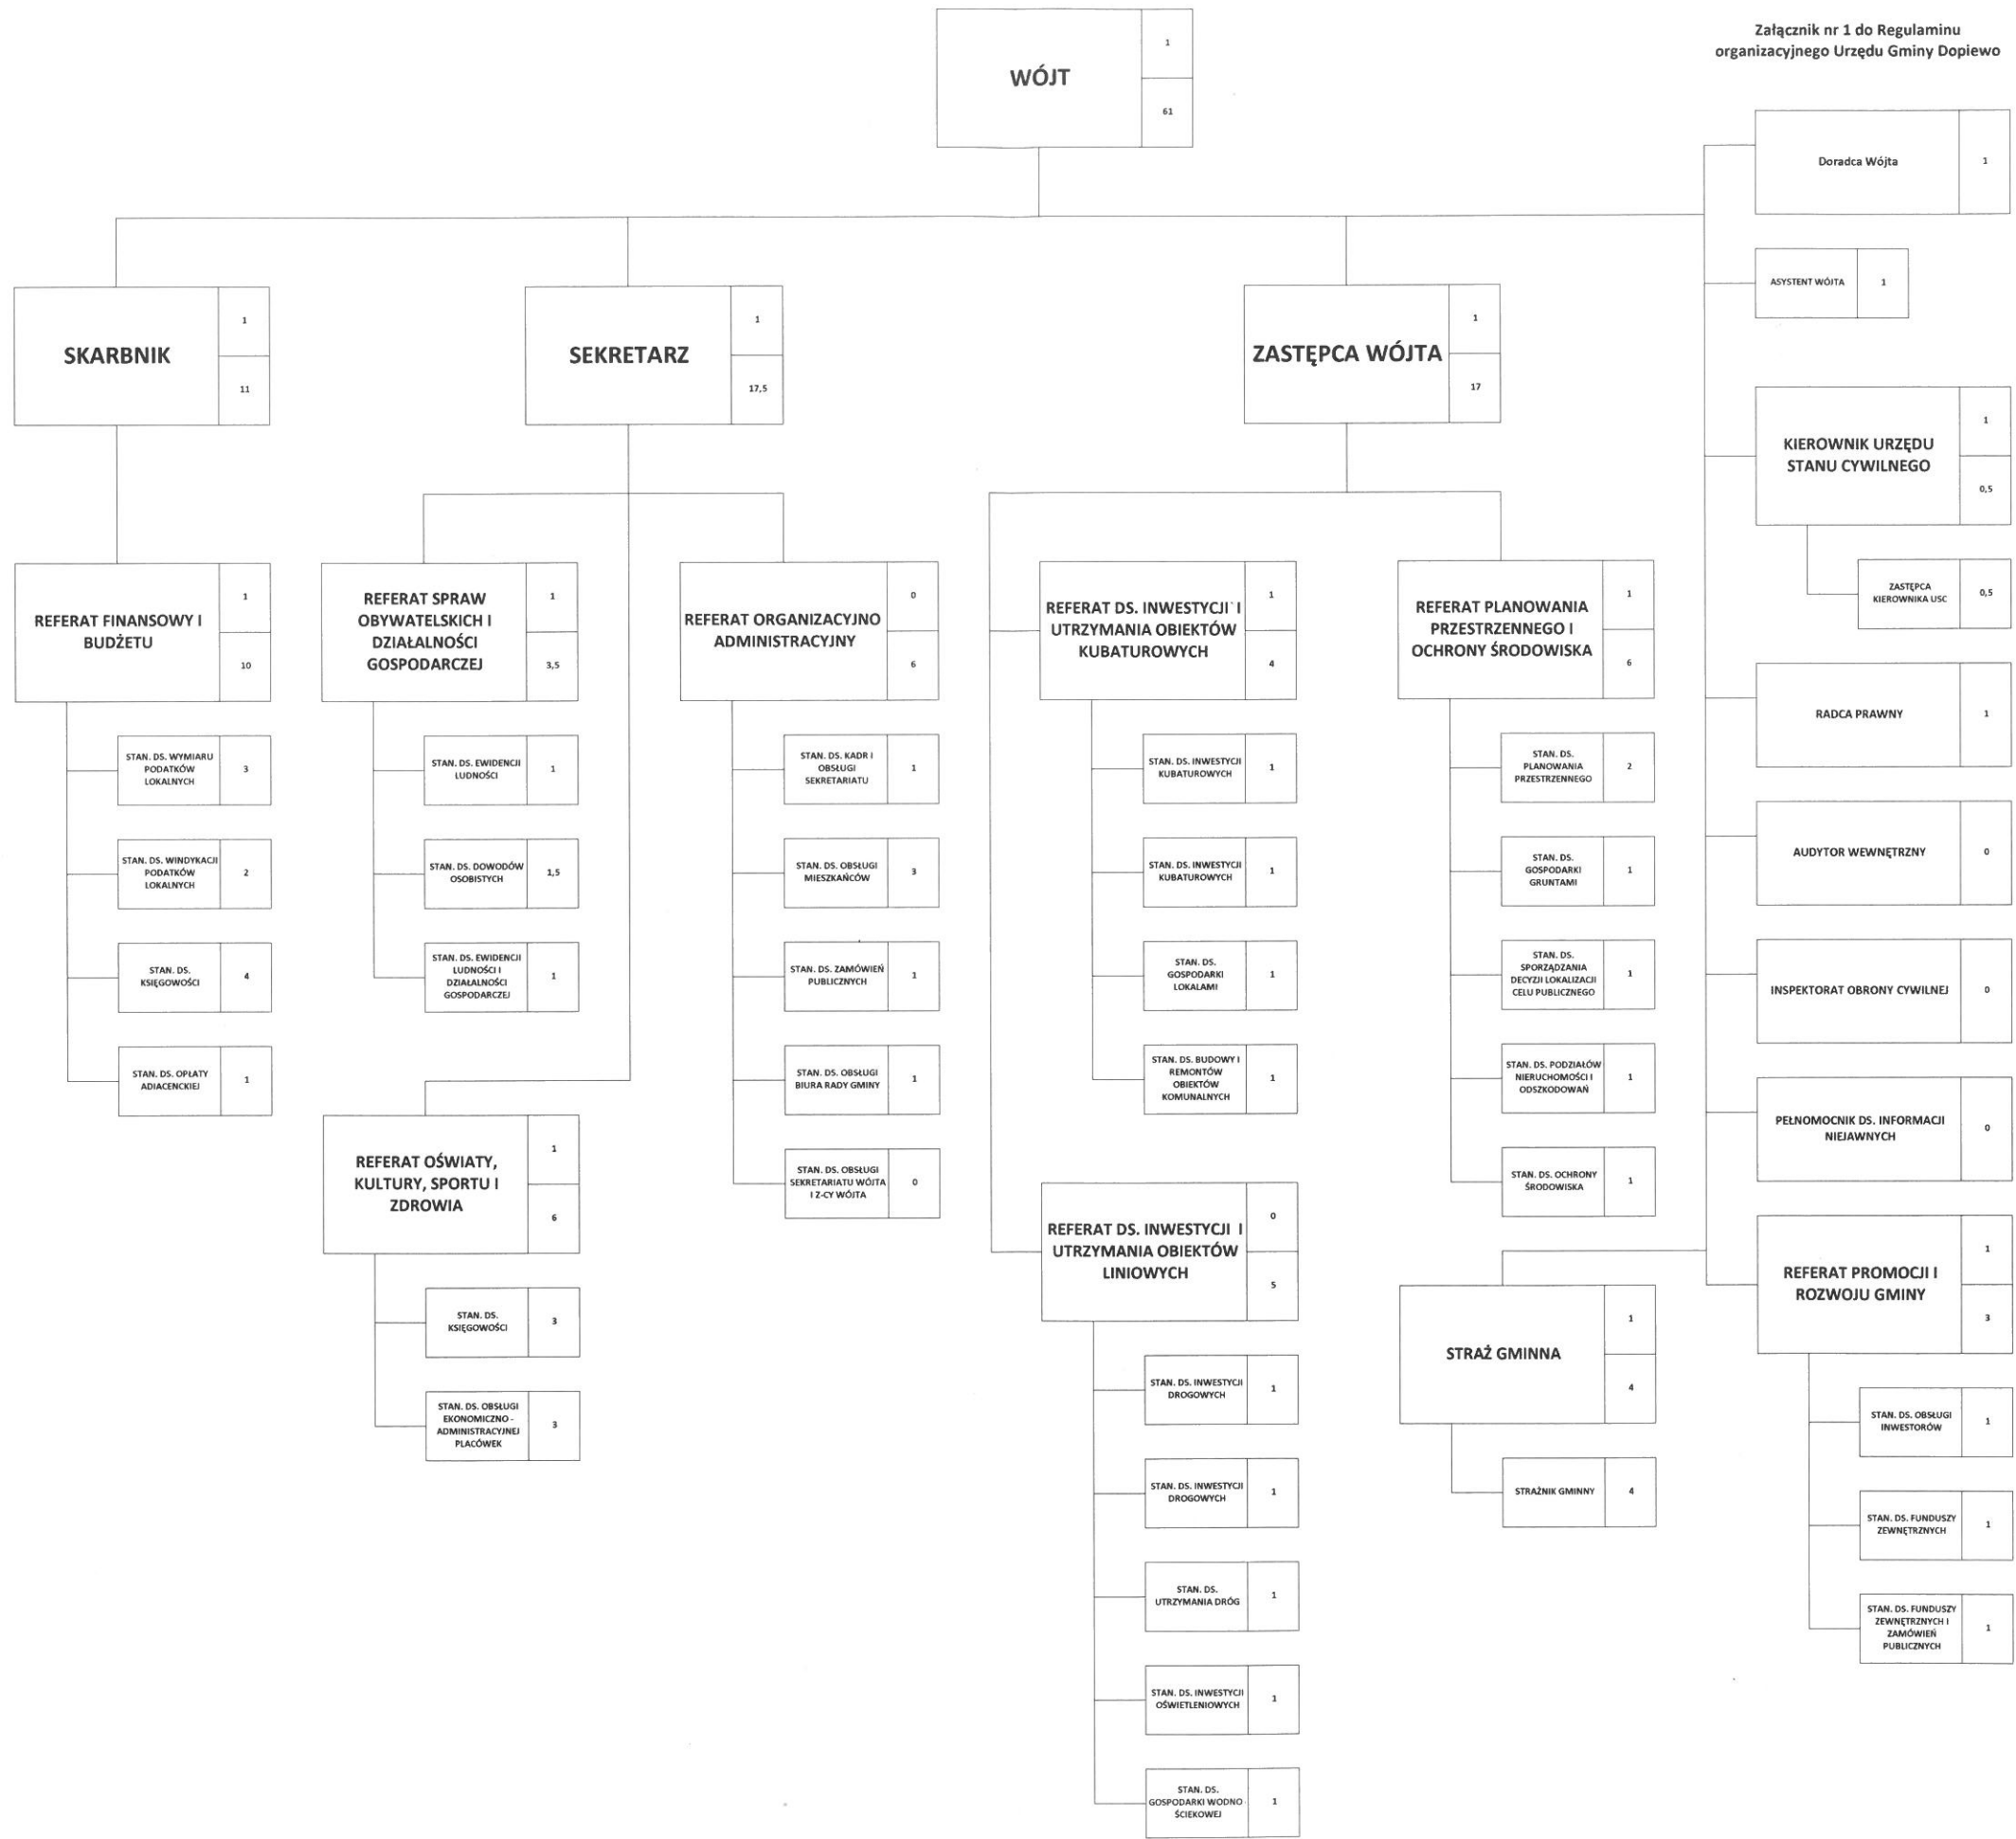 Załącznik nr 1 do Regulaminu
organizacyjnego Urzędu Gminy Dopiewo
WÓJT
1
61
Doradca Wójta
1
ASYSTENT WÓJTA
1
SKARBNIK
1
11
SEKRETARZ
1
17,5
ZASTĘPCA WÓJTA
1
17
KIEROWNIK URZĘDU
STANU CYWILNEGO
1
0,5
ZASTĘPCA
KIEROWNIKA USC
0,5
RADCA PRAWNY
1
AUDYTOR WEWNĘTRZNY
0
INSPEKTORAT OBRONY CYWILNEJ
0
PEŁNOMOCNIK DS. INFORMACJI
NIEJAWNYCH
0
REFERAT PROMOCJI I
ROZWOJU GMINY
1
3
STAN. DS. OBSŁUGI
INWESTORÓW
1
STAN. DS. FUNDUSZY
ZEWNĘTRZNYCH
1
STAN. DS. FUNDUSZY
ZEWNĘTRZNYCH I
ZAMÓWIEŃ
PUBLICZNYCH
1
REFERAT FINANSOWY I
BUDŻETU
1
10
STAN. DS. WYMIARU
PODATKÓW
LOKALNYCH
3
STAN. DS. WINDYKACJI
PODATKÓW
LOKALNYCH
2
STAN. DS.
KSIĘGOWOŚCI
4
STAN. DS. OPŁATY
ADIACENCKIEJ
1
REFERAT SPRAW
OBYWATELSKICH I
DZIAŁALNOŚCI
GOSPODARCZEJ
1
3,5
STAN. DS. EWIDENCJI
LUDNOŚCI
1
STAN. DS. DOWODÓW
OSOBISTYCH
1,5
STAN. DS. EWIDENCJI
LUDNOŚCI I
DZIAŁALNOŚCI
GOSPODARCZEJ
1
REFERAT OŚWIATY,
KULTURY, SPORTU I
ZDROWIA
1
6
STAN. DS.
KSIĘGOWOŚCI
3
STAN. DS. OBSŁUGI
EKONOMICZNO -
ADMINISTRACYJNEJ
PLACÓWEK
3
REFERAT ORGANIZACYJNO
ADMINISTRACYJNY
0
6
STAN. DS. KADR I
OBSŁUGI
SEKRETARIATU
1
STAN. DS. OBSŁUGI
MIESZKAŃCÓW
3
STAN. DS. ZAMÓWIEŃ
PUBLICZNYCH
1
STAN. DS. OBSŁUGI
BIURA RADY GMINY
1
STAN. DS. OBSŁUGI
SEKRETARIATU WÓJTA
I Z-CY WÓJTA
0
REFERAT DS. INWESTYCJI I
UTRZYMANIA OBIEKTÓW
KUBATUROWYCH
1
4
STAN. DS. INWESTYCJI
KUBATUROWYCH
1
STAN. DS. INWESTYCJI
KUBATUROWYCH
1
STAN. DS.
GOSPODARKI
LOKALAMI
1
STAN. DS. BUDOWY I
REMONTÓW
OBIEKTÓW
KOMUNALNYCH
1
REFERAT DS. INWESTYCJI I
UTRZYMANIA OBIEKTÓW
LINIOWYCH
0
5
STAN. DS. INWESTYCJI
DROGOWYCH
1
STAN. DS. INWESTYCJI
DROGOWYCH
1
STAN. DS.
UTRZYMANIA DRÓG
1
STAN. DS. INWESTYCJI
OŚWIETLENIOWYCH
1
STAN. DS.
GOSPODARKI WODNO
ŚCIEKOWEJ
1
REFERAT PLANOWANIA
PRZESTRZENNEGO I
OCHRONY ŚRODOWISKA
1
6
STAN. DS.
PLANOWANIA
PRZESTRZENNEGO
2
STAN. DS.
GOSPODARKI
GRUNTAMI
1
STAN. DS.
SPORZĄDZANIA
DECYZJI LOKALIZACJI
CELU PUBLICZNEGO
1
STAN. DS. PODZIAŁÓW
NIERUCHOMOŚCI I
ODSZKODOWAŃ
1
STAN. DS. OCHRONY
ŚRODOWISKA
1
STRAŻ GMINNA
1
4
STRAŻNIK GMINNY
4